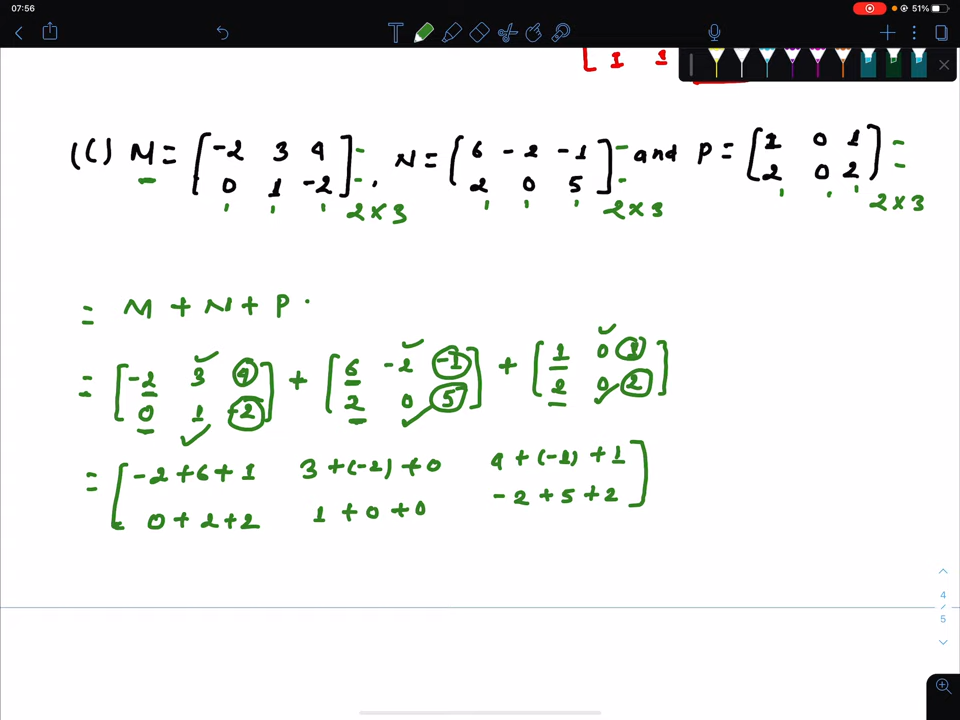 07:56 51%
[1 1
(C) M = [-2 3 4 0 1 -2], 2×3 N = [6 -2 -1 2 0 5] 2×3 and P = [1 0 1 2 0 2] 2×3
= M + N + P.
= [-2 3 4 0 1 -2] + [6 -2 -1 2 0 5] + [1 0 1 2 0 2]
= [-2+6+1 3+(-2)+0 4+(-1)+1
0+2+2 1+0+0 -2+5+2]
4
/
5